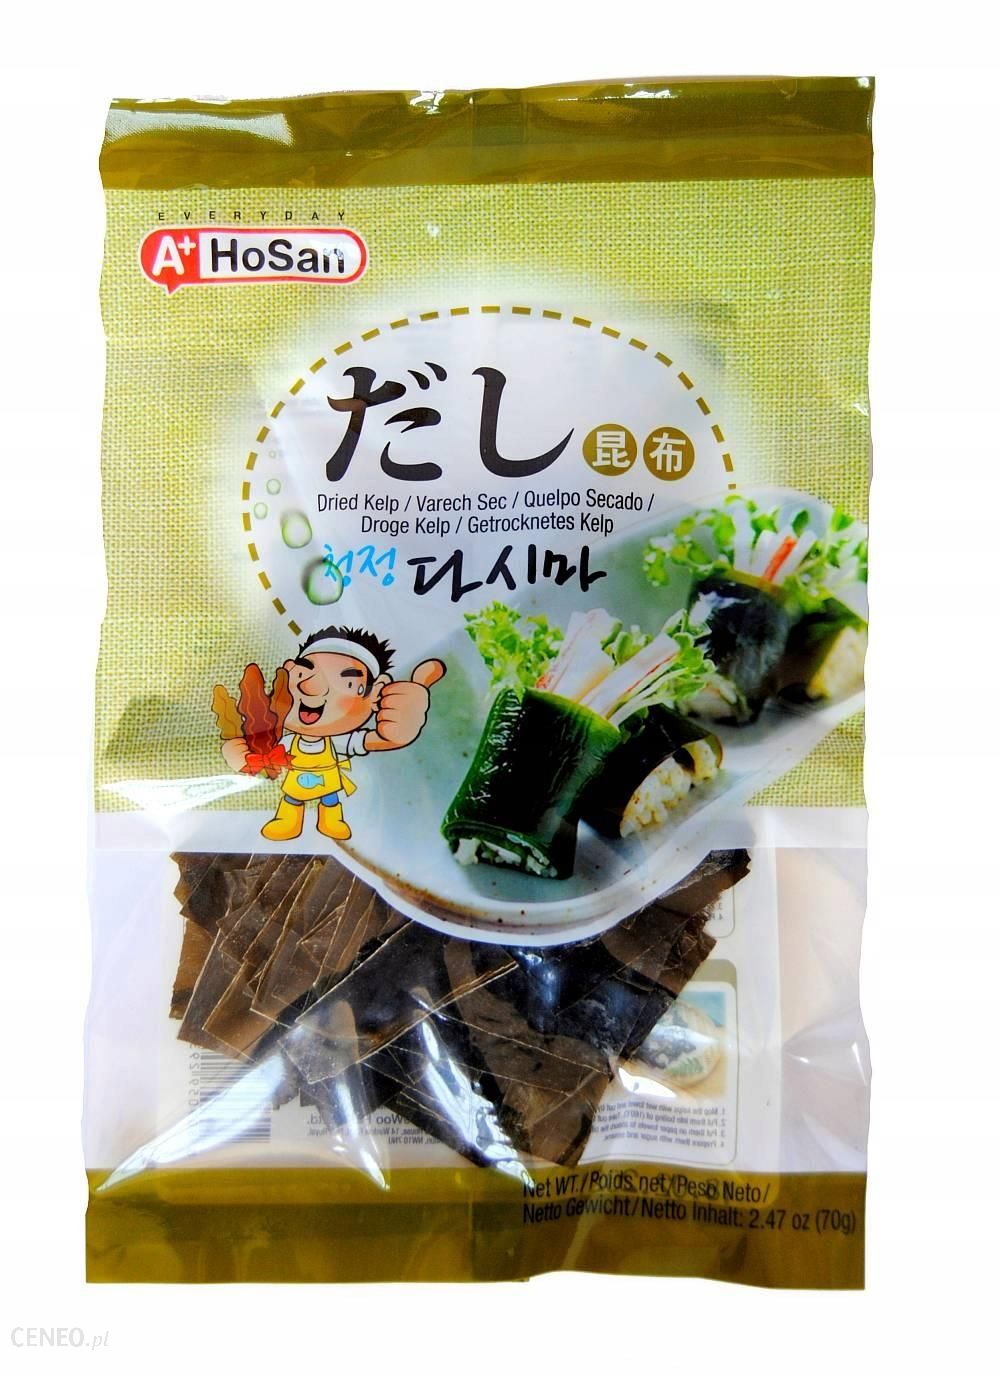 EVERYDAY
A+ HoSan
だし昆布
Dried Kelp / Varech Sec / Quelpo Secado /
Droge Kelp / Getrocknetes Kelp
청정 다시마
Net WT./Poids net/Peso Neto/
Netto Gewicht/Netto Inhalt: 2.47 oz (70g)
CENEO.pl